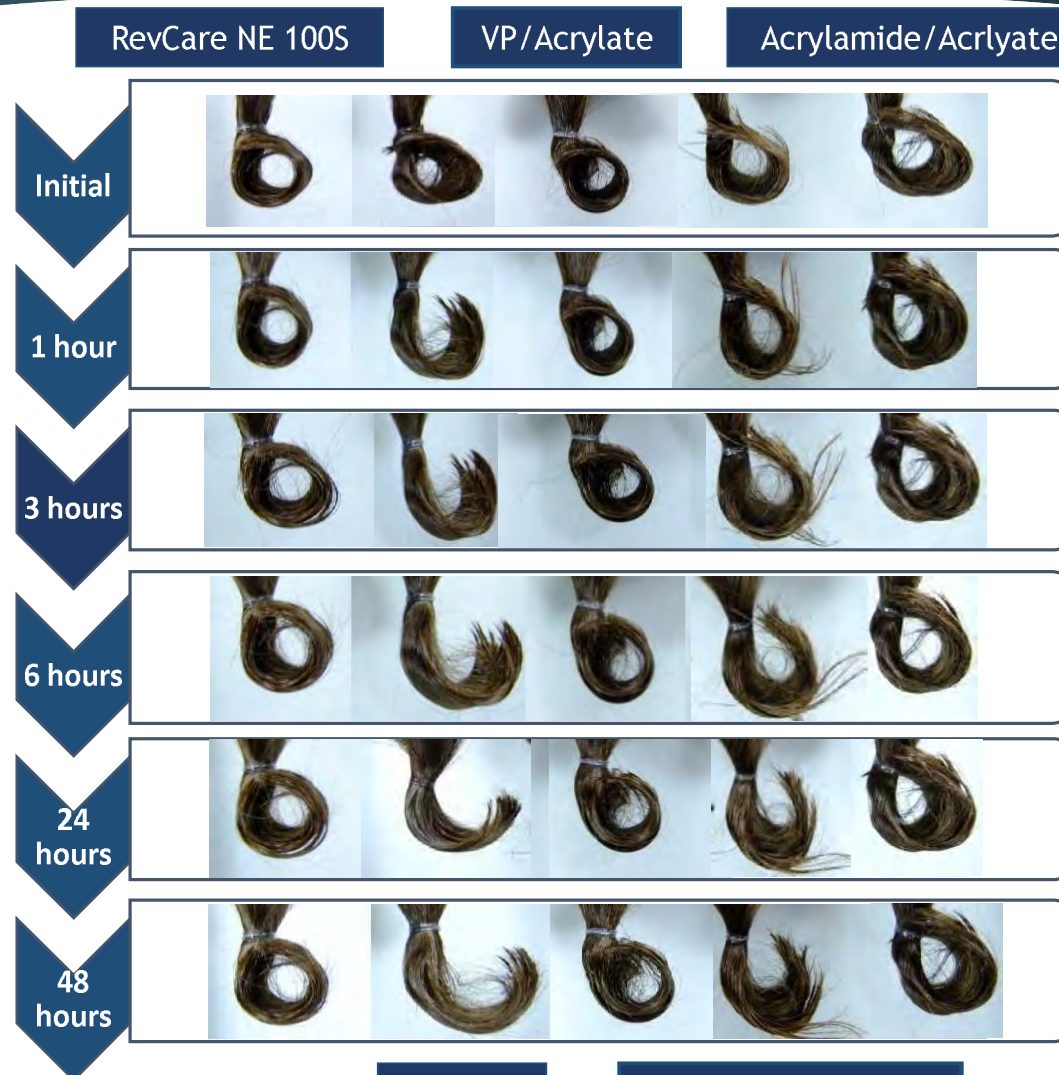 RevCare NE 100S
VP/Acrylate
Acrylamide/Acrlyate
Initial
1 hour
3 hours
6 hours
24
hours
48
hours